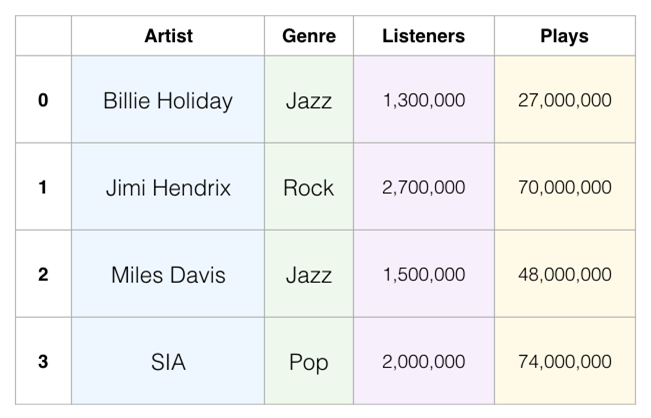 Artist Genre Listeners Plays
0 Billie Holiday Jazz 1,300,000 27,000,000
1 Jimi Hendrix Rock 2,700,000 70,000,000
2 Miles Davis Jazz 1,500,000 48,000,000
3 SIA Pop 2,000,000 74,000,000